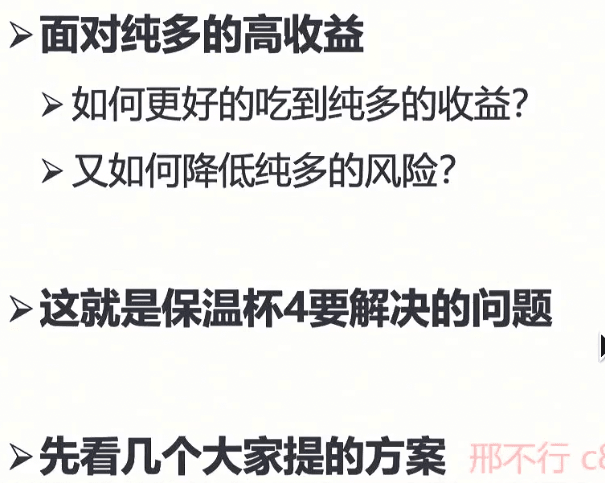 面对纯多的高收益
如何更好的吃到纯多的收益?
又如何降低纯多的风险?
这就是保温杯4要解决的问题
先看几个大家提的方案
邢不行 c